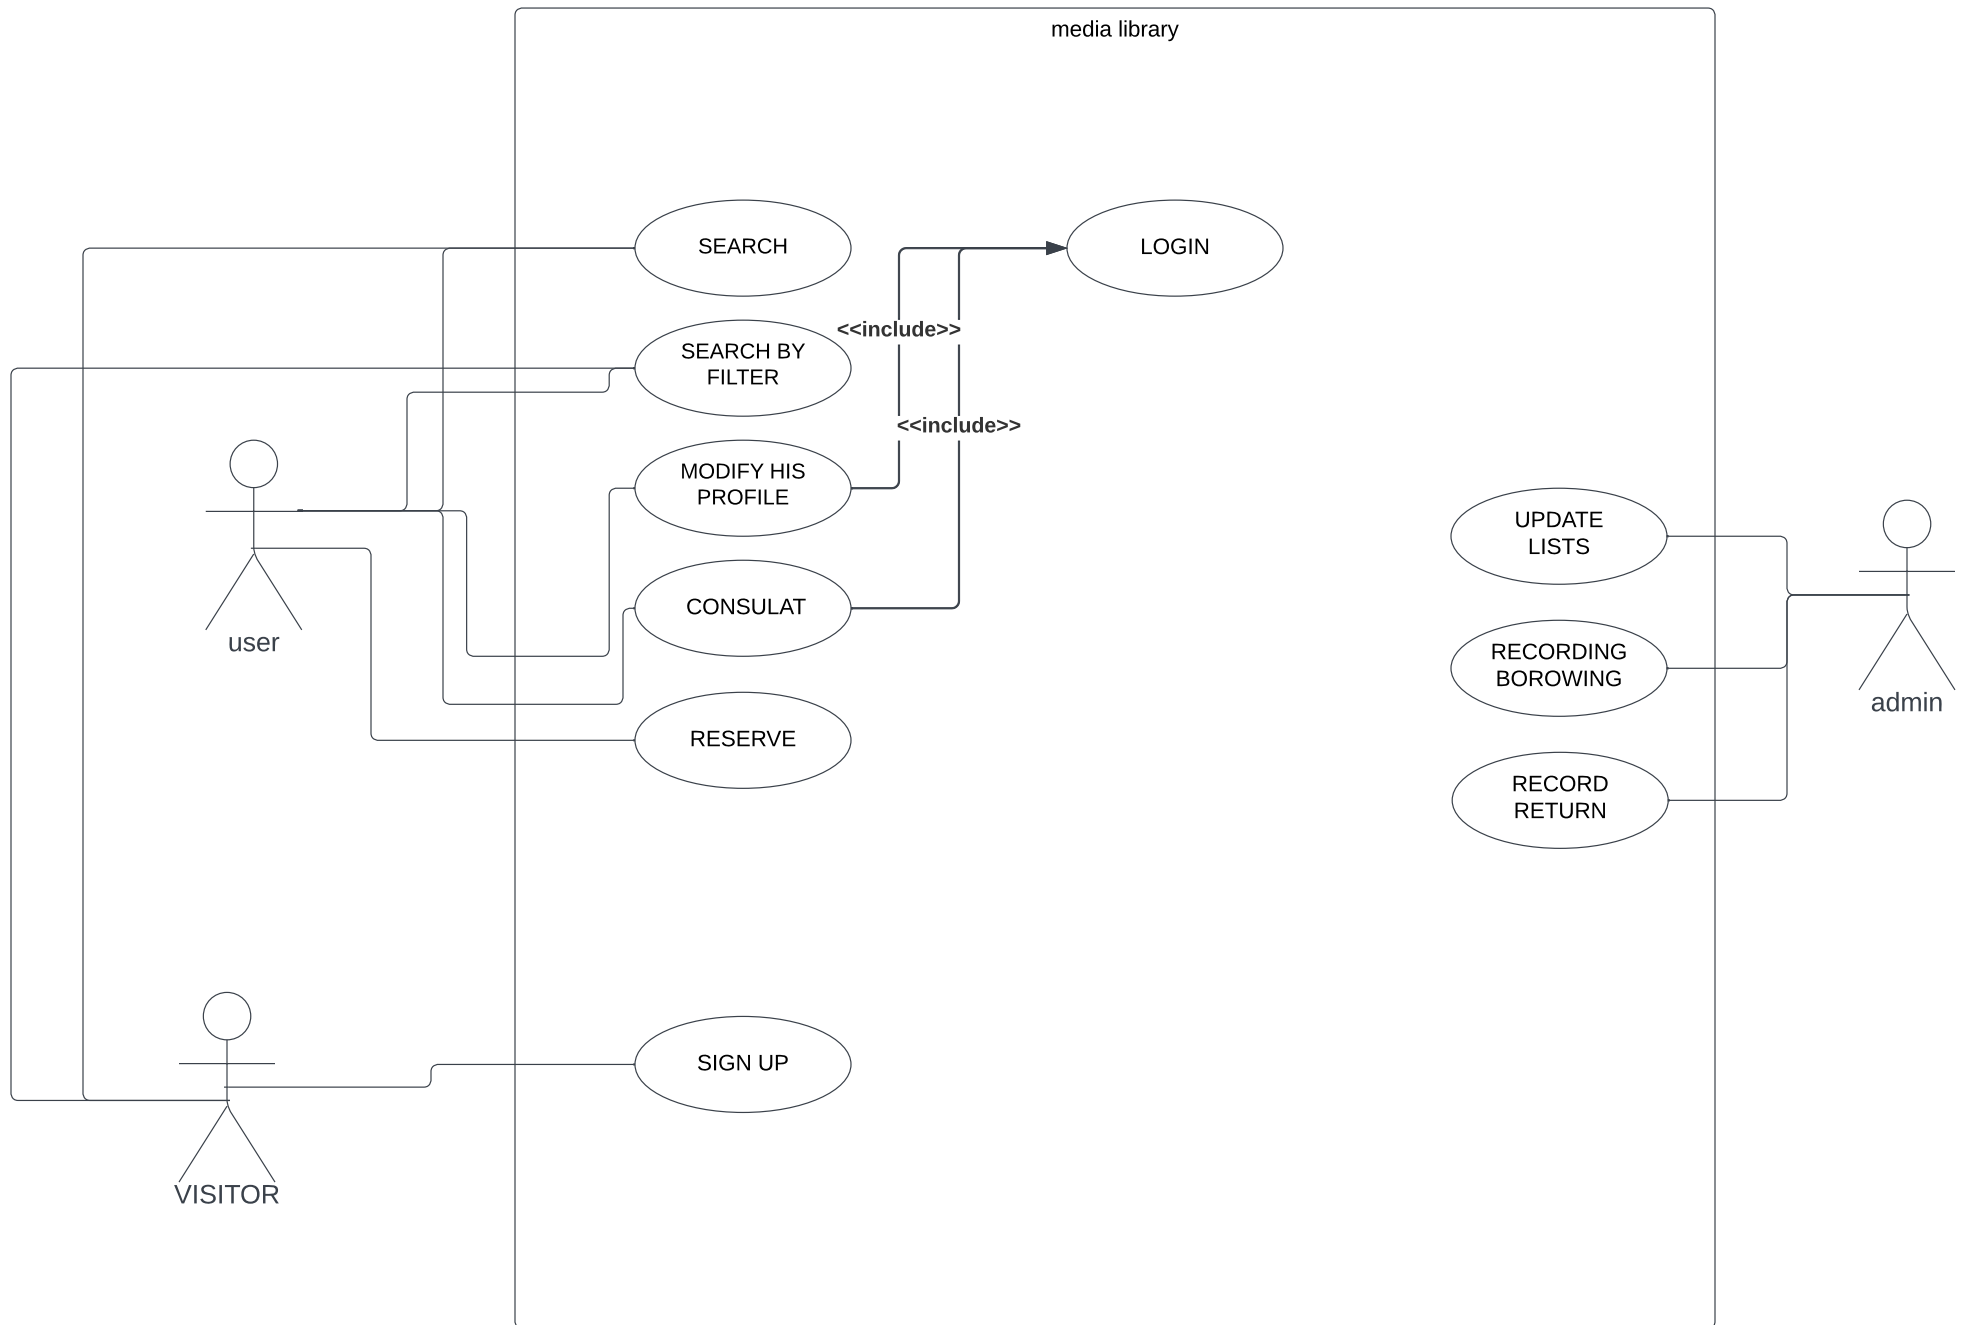 media library
SEARCH
LOGIN
<<include>>
SEARCH BY
FILTER
<<include>>
MODIFY HIS
PROFILE
UPDATE
LISTS
CONSULAT
user
RECORDING
BOROWING
admin
RESERVE
RECORD
RETURN
SIGN UP
VISITOR